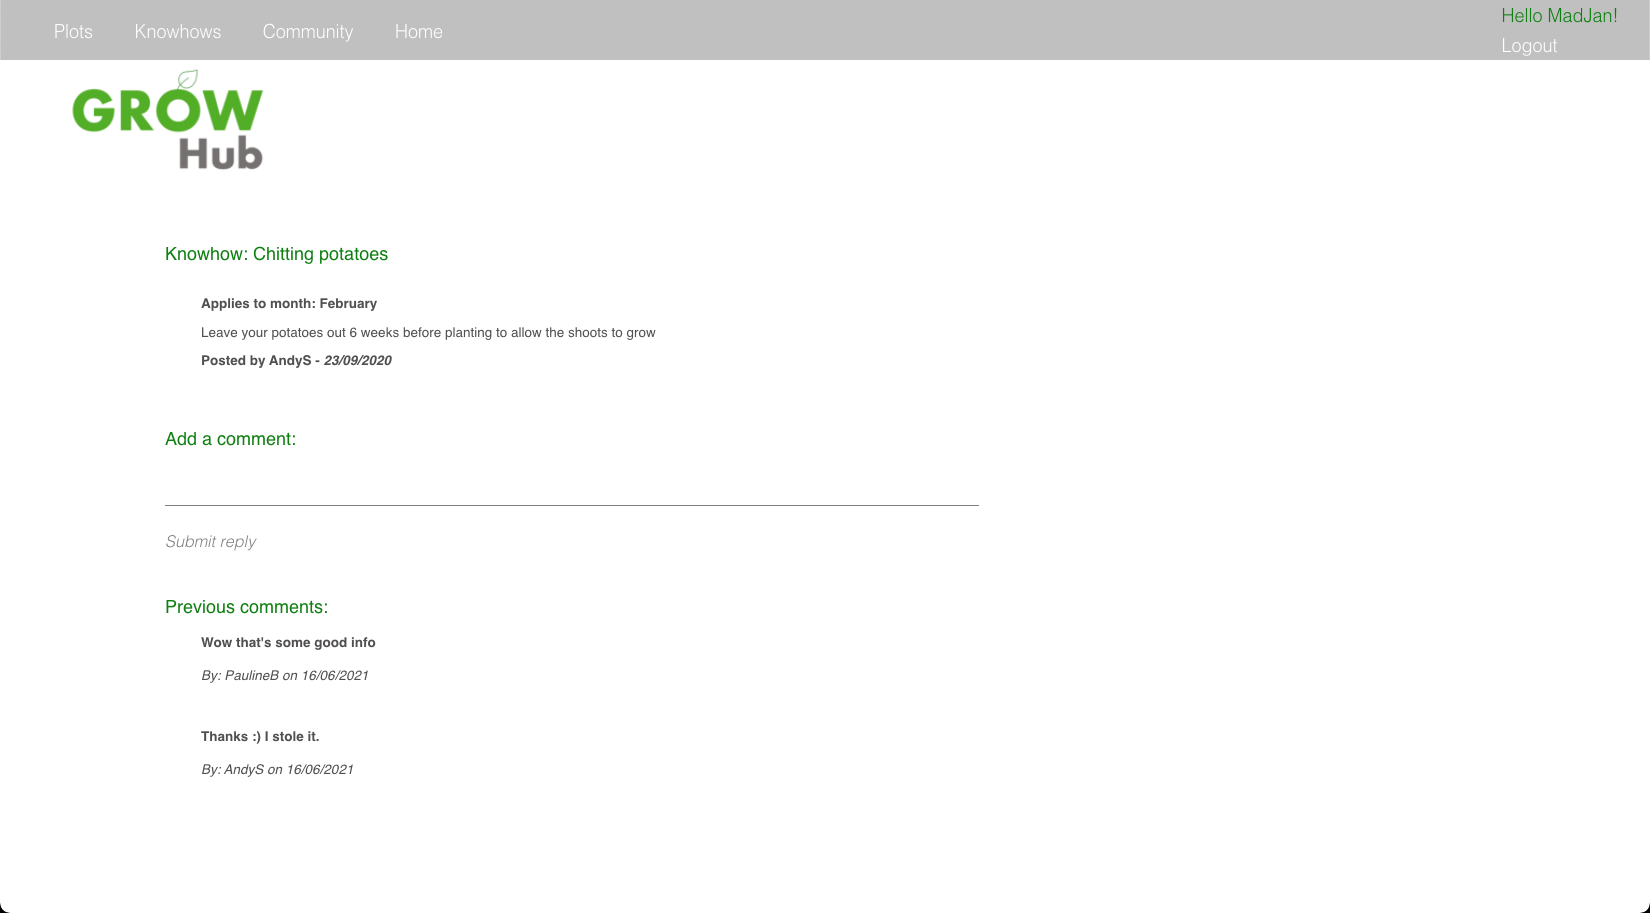 Plots Knowhows Community Home
Hello MadJan!
Logout
GROW
Hub
Knowhow: Chitting potatoes
Applies to month: February
Leave your potatoes out 6 weeks before planting to allow the shoots to grow
Posted by AndyS - 23/09/2020
Add a comment:
Submit reply
Previous comments:
Wow that's some good info
By: PaulineB on 16/06/2021
Thanks :) I stole it.
By: AndyS on 16/06/2021